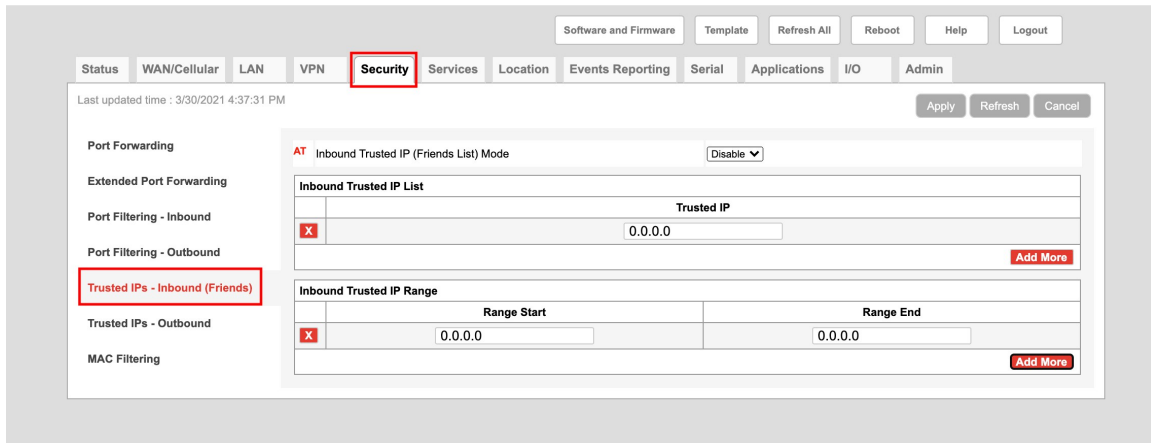 Software and Firmware Template Refresh All Reboot Help Logout
Status WAN/Cellular LAN VPN Security Services Location Events Reporting Serial Applications I/O Admin
Last updated time : 3/30/2021 4:37:31 PM
Apply Refresh Cancel
Port Forwarding
Extended Port Forwarding
Port Filtering - Inbound
Port Filtering - Outbound
Trusted IPs - Inbound (Friends)
Trusted IPs - Outbound
MAC Filtering
AT Inbound Trusted IP (Friends List) Mode Disable
Inbound Trusted IP List
Trusted IP
X 0.0.0.0
Add More
Inbound Trusted IP Range
Range Start Range End
X 0.0.0.0 0.0.0.0
Add More